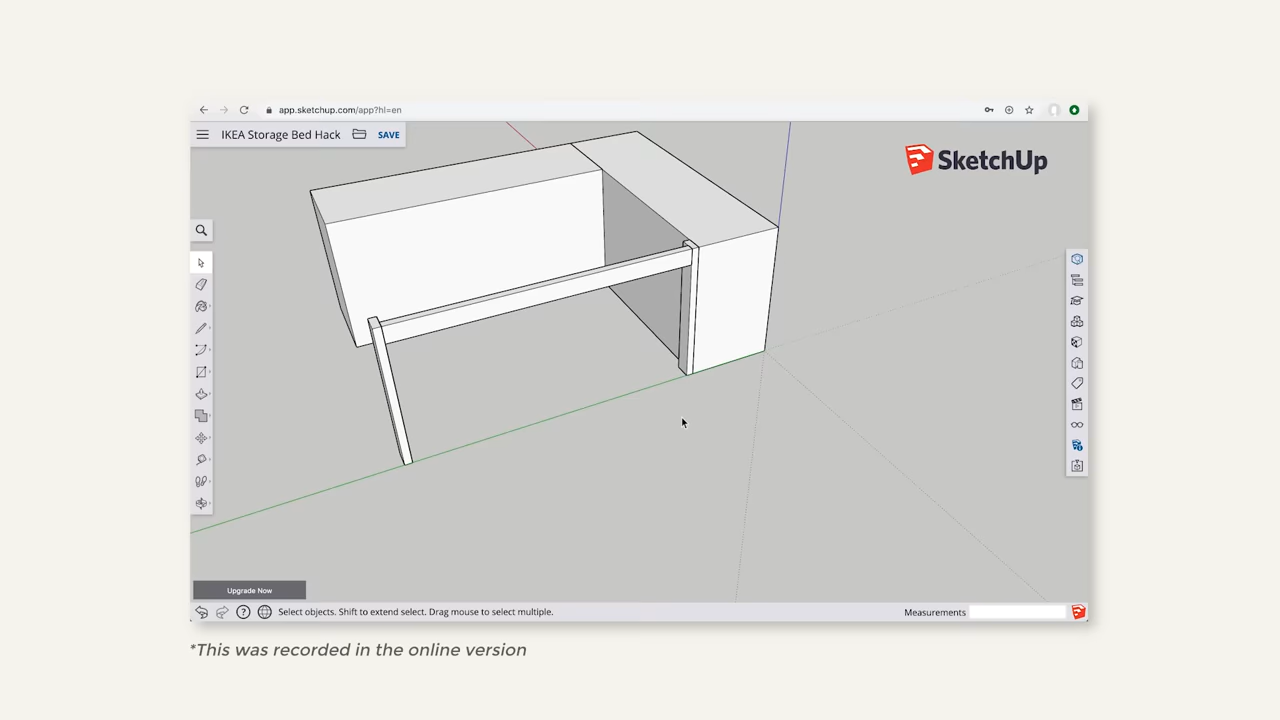 app.sketchup.com/app?hl=en
IKEA Storage Bed Hack
SAVE
SketchUp
Upgrade Now
Select objects. Shift to extend select. Drag mouse to select multiple.
Measurements
*This was recorded in the online version